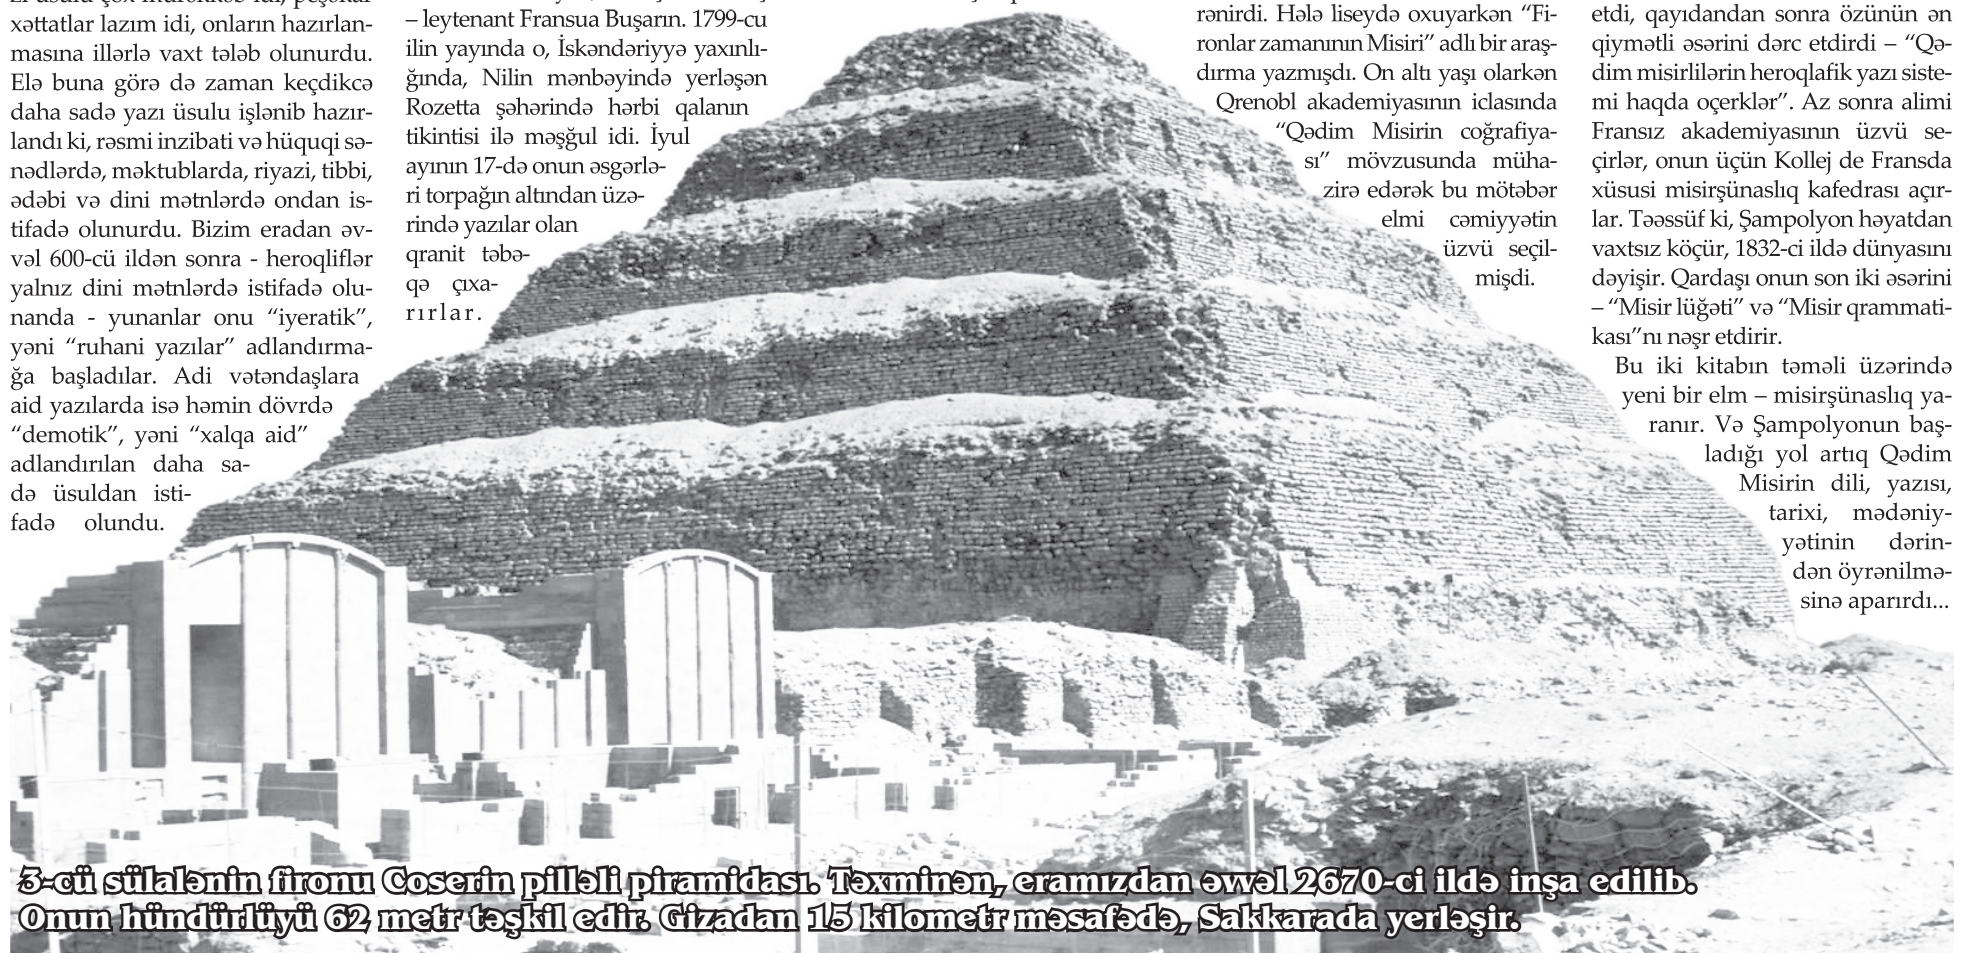 xəttatlar lazım idi, onların hazırlan-
masına illərlə vaxt tələb olunurdu.
Elə buna görə də zaman keçdikcə
daha sadə yazı üsulu işlənib hazır-
landı ki, rəsmi inzibati və hüquqi sə-
nədlərdə, məktublarda, riyazi, tibbi,
ədəbi və dini mətnlərdə ondan is-
tifadə olunurdu. Bizim eradan əv-
vəl 600-cü ildən sonra - heroqliflər
yalnız dini mətnlərdə istifadə olu-
nanda - yunanlar onu “iyeratik”,
yəni “ruhani yazılar” adlandırma-
ğa başladılar. Adi vətəndaşlara
aid yazılarda isə həmin dövrdə
“demotik”, yəni “xalqa aid”
adlandırılan daha sa-
də üsuldan isti-
fadə olundu.
– leytenant Fransua Buşarın. 1799-cu
ilin yayında o, İskəndəriyyə yaxınlı-
ğında, Nilin mənbəyində yerləşən
Rozetta şəhərində hərbi qalanın
tikintisi ilə məşğul idi. İyul
ayının 17-də onun əsgərlə-
ri torpağın altından üzə-
rində yazılar olan
qranit təbə-
qə çıxa-
rırlar.
rənirdi. Hələ liseydə oxuyarkən “Fi-
ronlar zamanının Misiri” adlı bir araş-
dırma yazmışdı. On altı yaşı olarkən
Qrenobl akademiyasının iclasında
“Qədim Misirin coğrafiya-
sı” mövzusunda müha-
zirə edərək bu mötəbər
elmi cəmiyyətin
üzvü seçil-
mişdi.
etdi, qayıdandan sonra özünün ən
qiymətli əsərini dərc etdirdi – “Qə-
dim misirlilərin heroqlafik yazı siste-
mi haqda oçerklər”. Az sonra alimi
Fransız akademiyasının üzvü se-
çirlər, onun üçün Kollej de Fransda
xüsusi misirşünaslıq kafedrası açır-
lar. Təəssüf ki, Şampolyon həyatdan
vaxtsız köçür, 1832-ci ildə dünyasını
dəyişir. Qardaşı onun son iki əsərini
– “Misir lüğəti” və “Misir qrammati-
kası”nı nəşr etdirir.
Bu iki kitabın təməli üzərində
yeni bir elm – misirşünaslıq ya-
ranır. Və Şampolyonun baş-
ladığı yol artıq Qədim
Misirin dili, yazısı,
tarixi, mədəniy-
yətinin dərin-
dən öyrənilmə-
sinə aparırdı...
3-cü sülalənin fironu Coserin pilləli piramidası. Təxminən, eramızdan əvvəl 2670-ci ildə inşa edilib.
Onun hündürlüyü 62 metr təşkil edir. Gizadan 15 kilometr məsafədə, Sakkarada yerləşir.